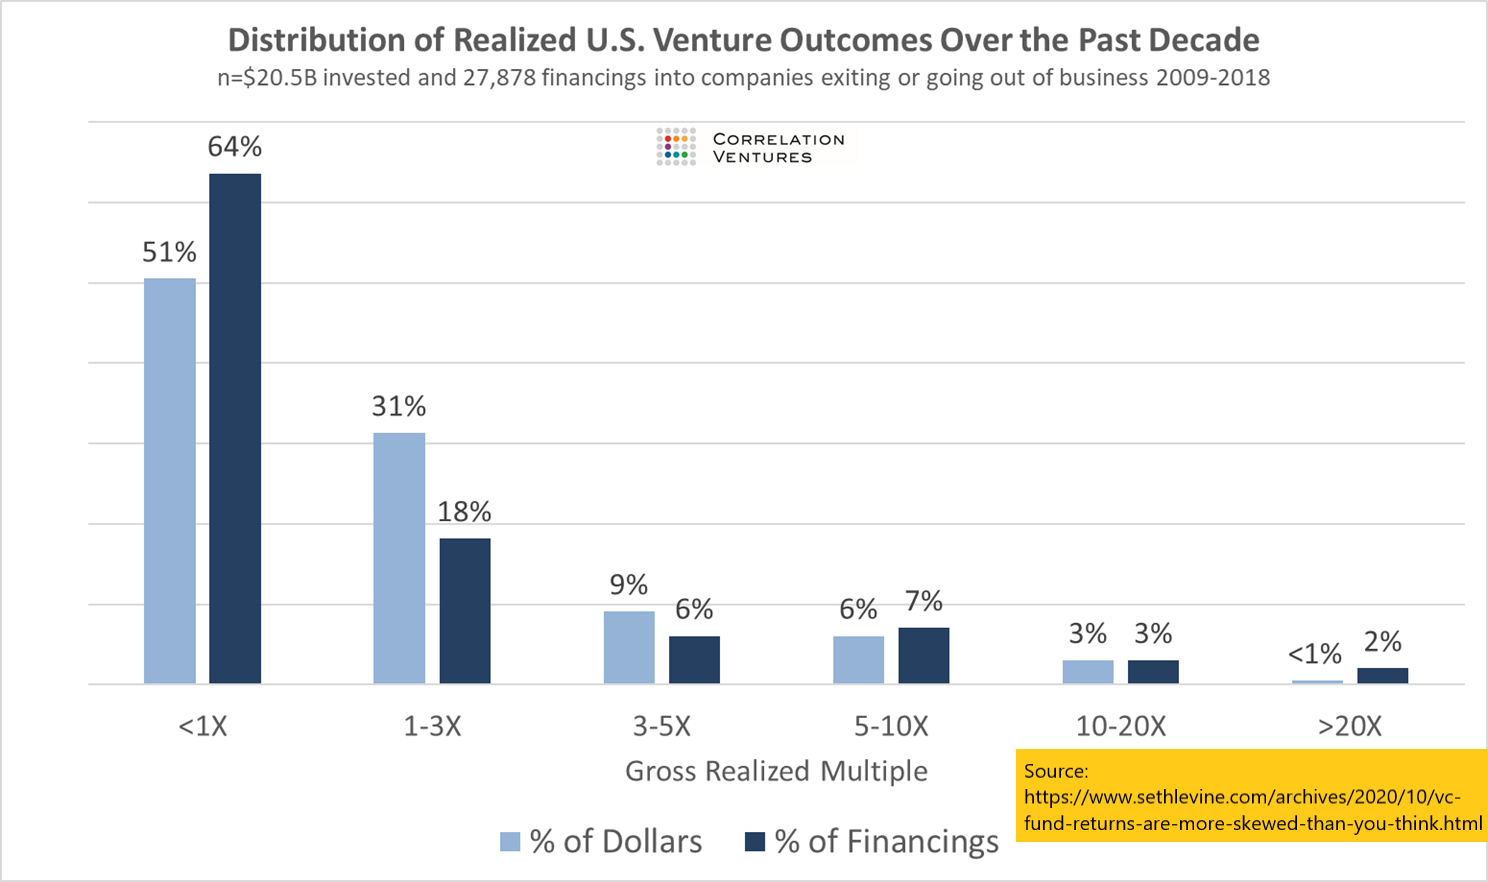 Distribution of Realized U.S. Venture Outcomes Over the Past Decade
n=$20.5B invested and 27,878 financings into companies exiting or going out of business 2009-2018
CORRELATION
VENTURES
64%
51%
31%
18%
9%
6%
6%
7%
3%
3%
<1%
2%
<1X
1-3X
3-5X
5-10X
10-20X
>20X
Gross Realized Multiple
% of Dollars
% of Financings
Source:
https://www.sethlevine.com/archives/2020/10/vc-
fund-returns-are-more-skewed-than-you-think.html